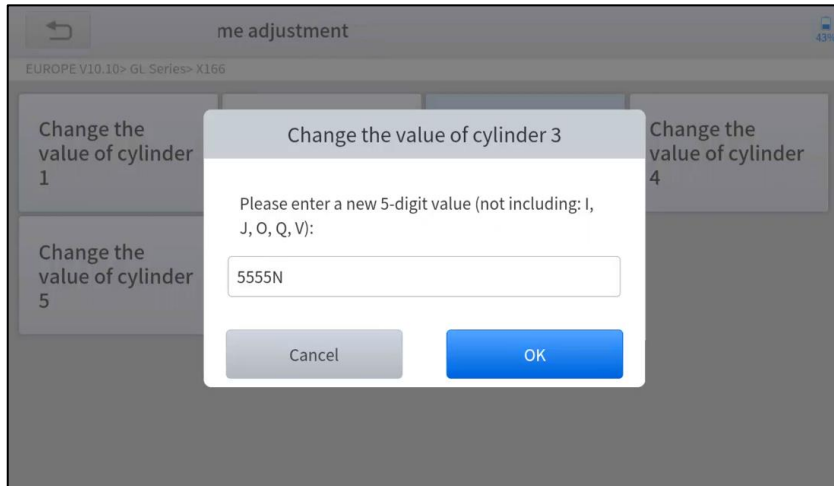 me adjustment
43%
EUROPE V10.10> GL Series> X166
Change the
value of cylinder
1
Change the value of cylinder 3
Change the
value of cylinder
4
Please enter a new 5-digit value (not including: I,
J, O, Q, V):
5555N
Change the
value of cylinder
5
Cancel
OK